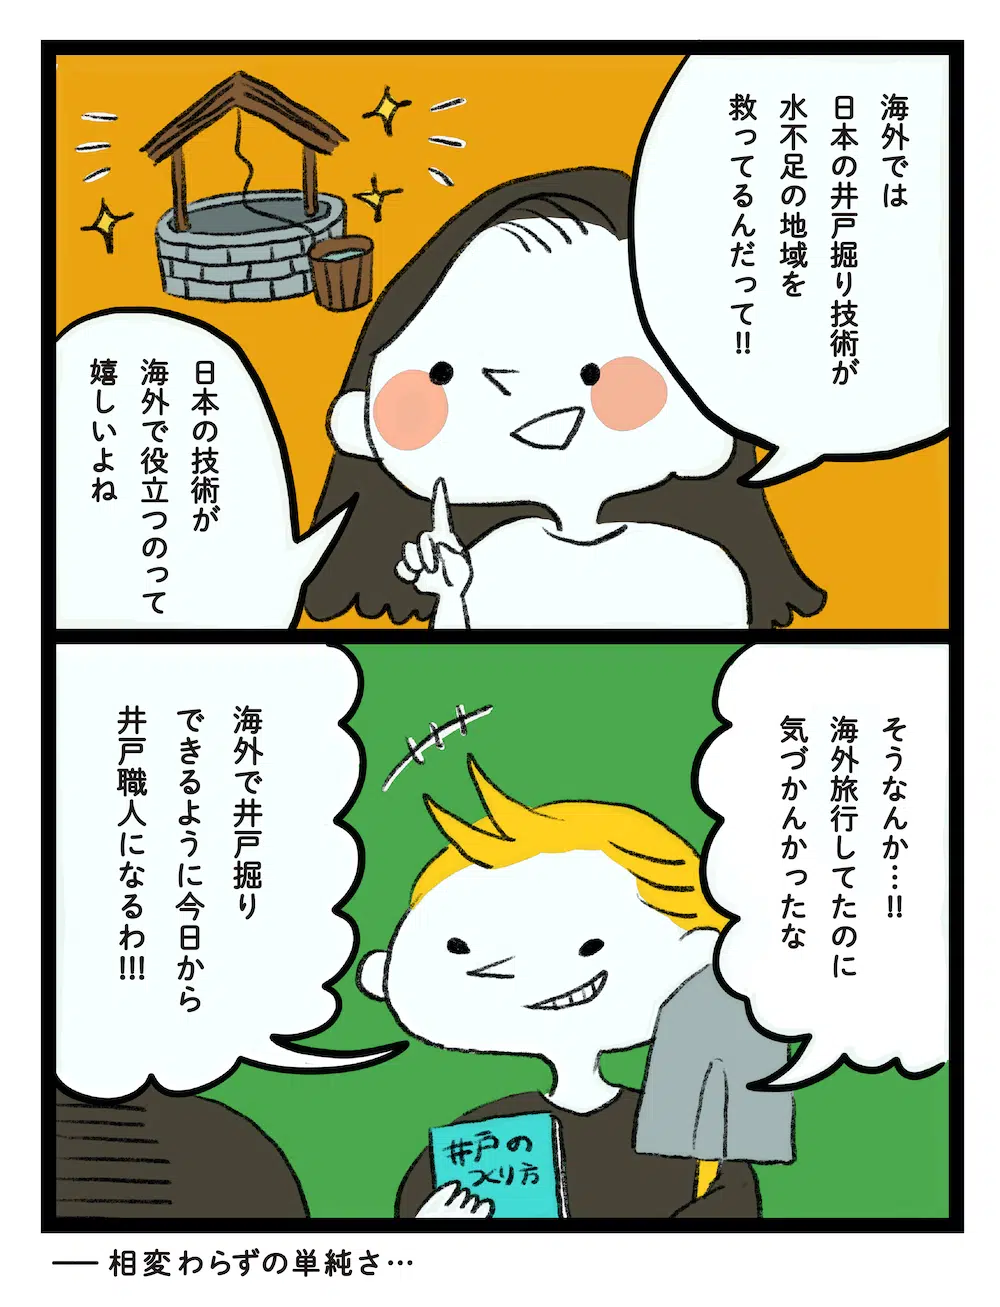 海外では
日本の井戸掘り技術が
水不足の地域を
救ってるんだって!!
日本の技術が
海外で役立つのって
嬉しいよね
そうなんか…!!
海外旅行してたのに
気づかんかったな
海外で井戸掘り
できるように今日から
井戸職人になるわ!!!
井戸の
つくり方
── 相変わらずの単純さ…